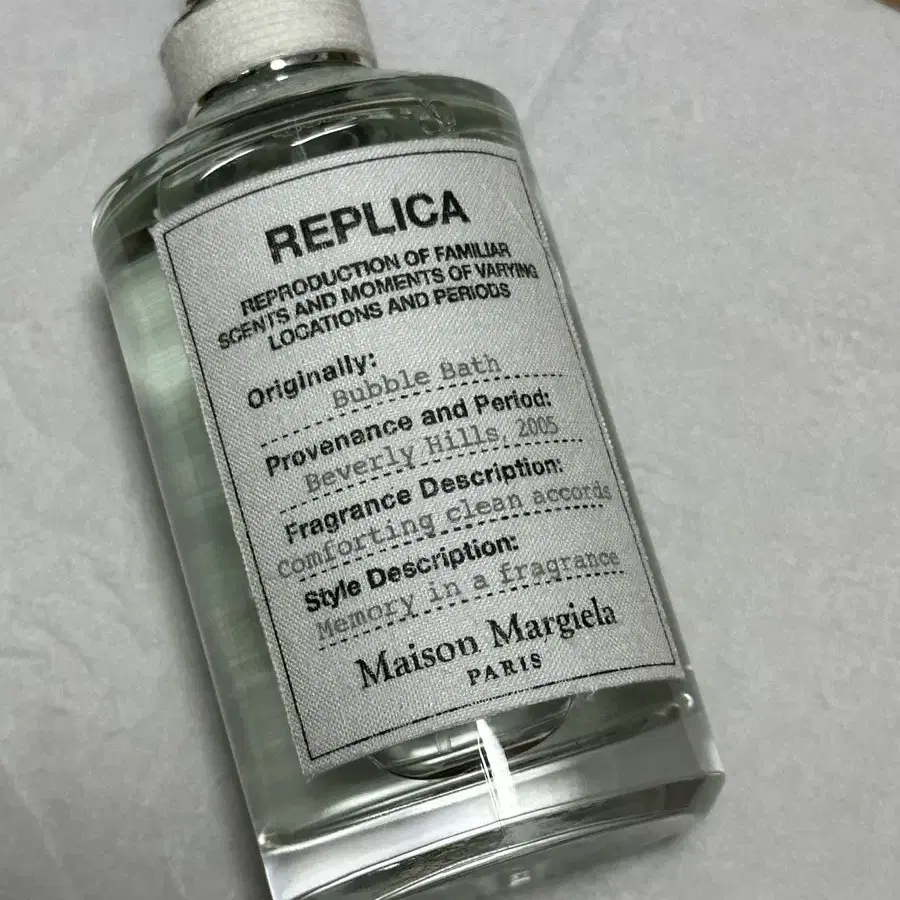 REPLICA
REPRODUCTION OF FAMILIAR
SCENTS AND MOMENTS OF VARYING
LOCATIONS AND PERIODS
Originally:
Bubble Bath
Provenance and Period:
Beverly Hills, 2005
Fragrance Description:
Comforting clean accords
Style Description:
Memory in a fragrance
Maison Margiela
PARIS